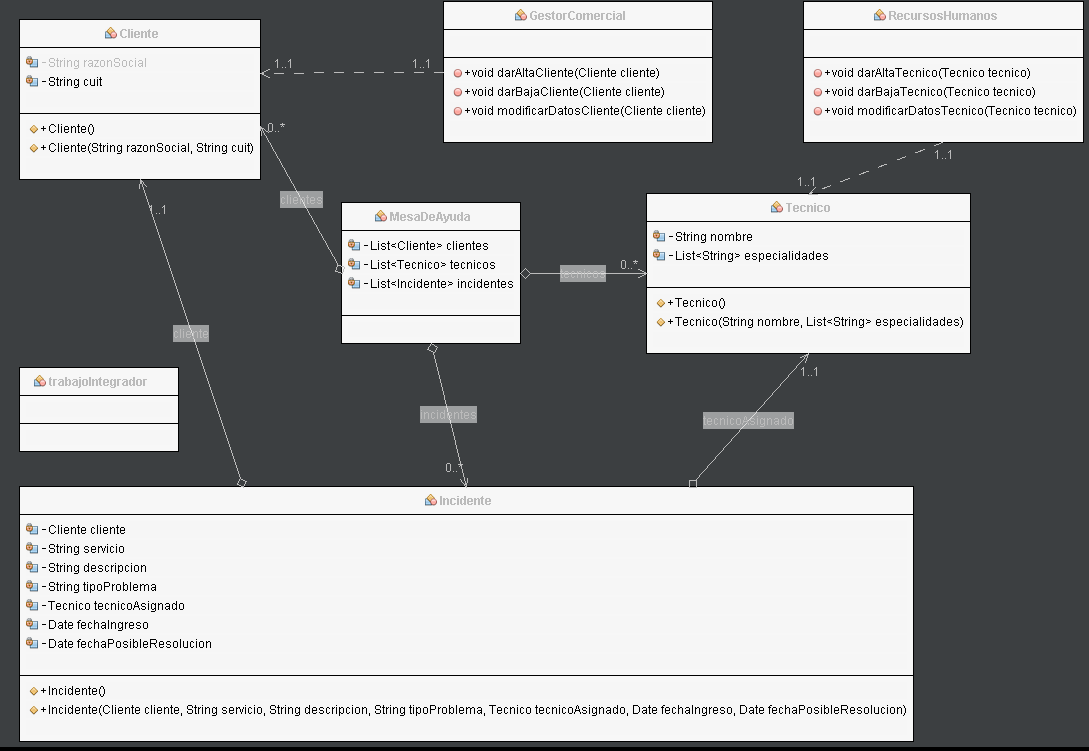 Cliente
-String razonSocial
-String cuit
+Cliente()
+Cliente(String razonSocial, String cuit)
GestorComercial
+void darAltaCliente(Cliente cliente)
+void darBajaCliente(Cliente cliente)
+void modificarDatosCliente(Cliente cliente)
RecursosHumanos
+void darAltaTecnico(Tecnico tecnico)
+void darBajaTecnico(Tecnico tecnico)
+void modificarDatosTecnico(Tecnico tecnico)
1..1
1..1
0..*
1..1
1..1
clientes
1..1
MesaDeAyuda
-List<Cliente> clientes
-List<Tecnico> tecnicos
-List<Incidente> incidentes
tecnicos
0..*
Tecnico
-String nombre
-List<String> especialidades
+Tecnico()
+Tecnico(String nombre, List<String> especialidades)
cliente
1..1
trabajoIntegrador
incidentes
0..*
tecnicoAsignado
Incidente
-Cliente cliente
-String servicio
-String descripcion
-String tipoProblema
-Tecnico tecnicoAsignado
-Date fechaIngreso
-Date fechaPosibleResolucion
+Incidente()
+Incidente(Cliente cliente, String servicio, String descripcion, String tipoProblema, Tecnico tecnicoAsignado, Date fechaIngreso, Date fechaPosibleResolucion)